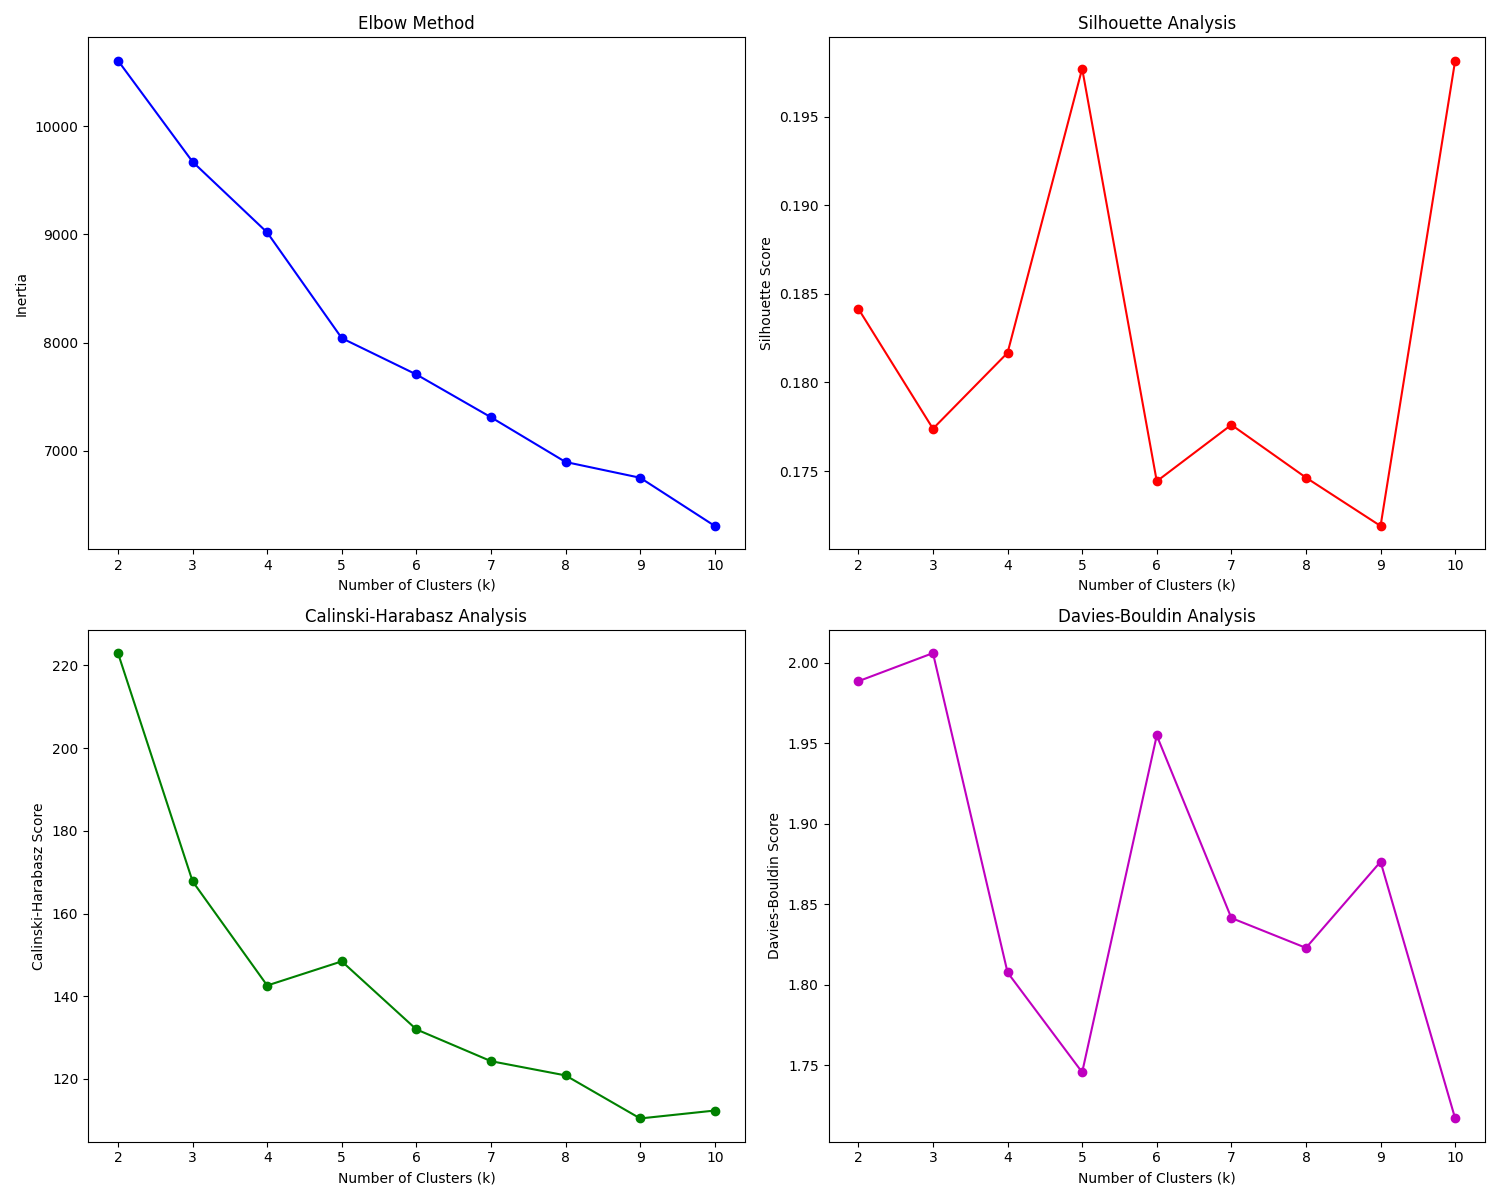 Elbow Method
10000
9000
8000
7000
Inertia
2 3 4 5 6 7 8 9 10
Number of Clusters (k)
Silhouette Analysis
0.195
0.190
0.185
0.180
0.175
Silhouette Score
2 3 4 5 6 7 8 9 10
Number of Clusters (k)
Calinski-Harabasz Analysis
220
200
180
160
140
120
Calinski-Harabasz Score
2 3 4 5 6 7 8 9 10
Number of Clusters (k)
Davies-Bouldin Analysis
2.00
1.95
1.90
1.85
1.80
1.75
Davies-Bouldin Score
2 3 4 5 6 7 8 9 10
Number of Clusters (k)